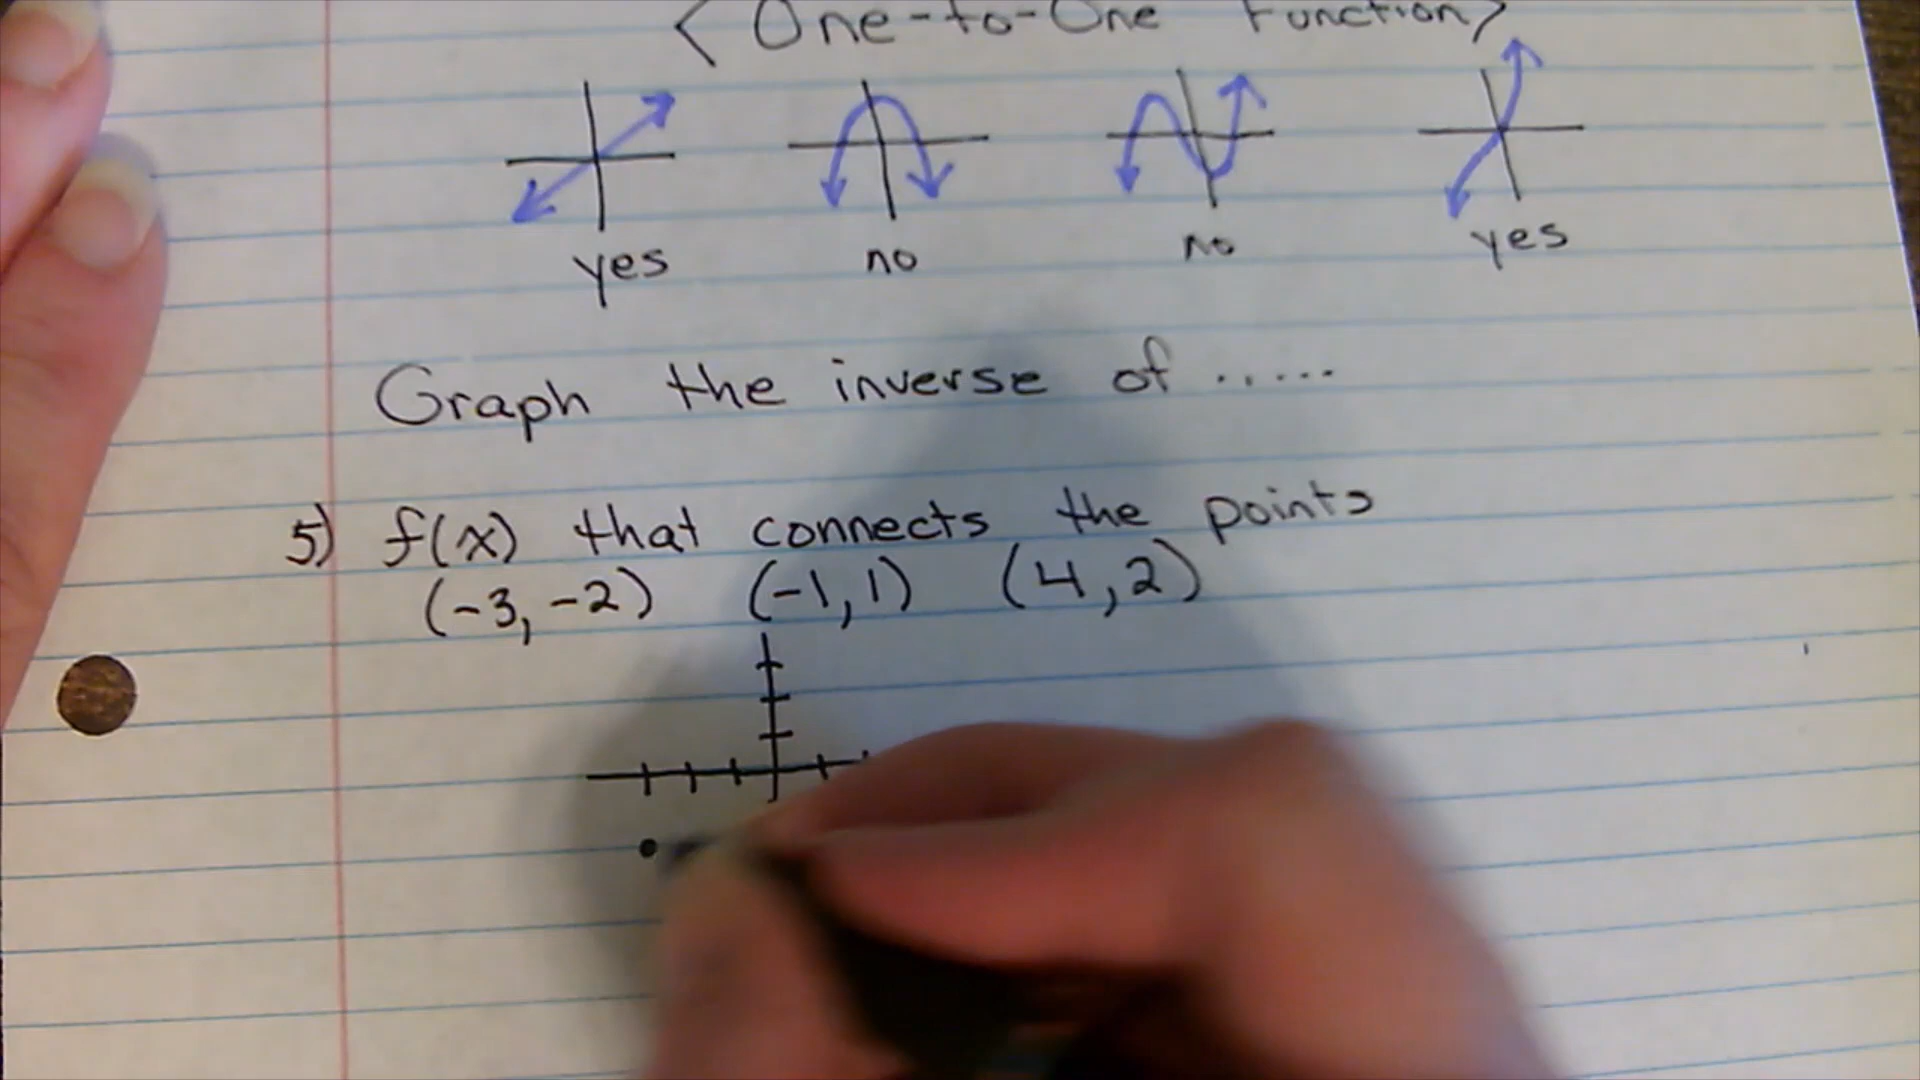 <One-to-One Function>
yes no no yes
Graph the inverse of .....
5) f(x) that connects the points
(-3, -2) (-1, 1) (4, 2)